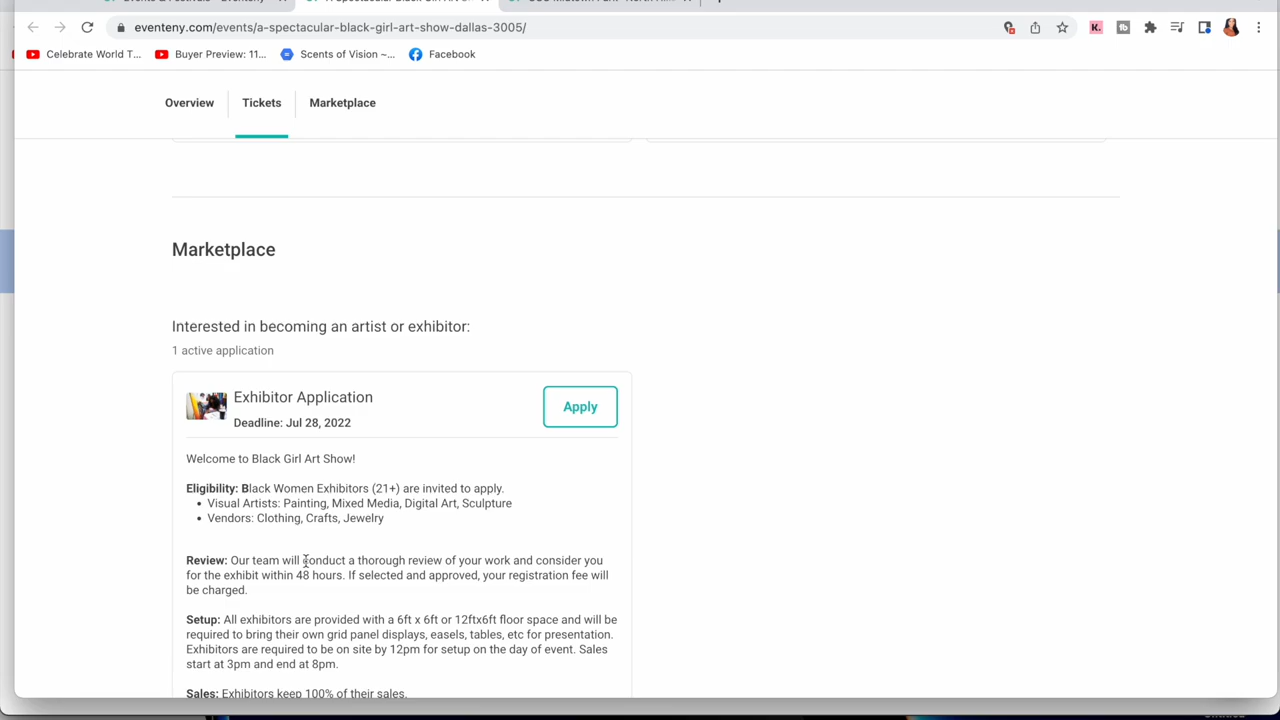 eventeny.com/events/a-spectacular-black-girl-art-show-dallas-3005/
Celebrate World T...
Buyer Preview: 11...
Scents of Vision ~...
Facebook
Overview
Tickets
Marketplace
Marketplace
Interested in becoming an artist or exhibitor:
1 active application
Exhibitor Application
Deadline: Jul 28, 2022
Apply
Welcome to Black Girl Art Show!
Eligibility: Black Women Exhibitors (21+) are invited to apply.
• Visual Artists: Painting, Mixed Media, Digital Art, Sculpture
• Vendors: Clothing, Crafts, Jewelry
Review: Our team will conduct a thorough review of your work and consider you
for the exhibit within 48 hours. If selected and approved, your registration fee will
be charged.
Setup: All exhibitors are provided with a 6ft x 6ft or 12ftx6ft floor space and will be
required to bring their own grid panel displays, easels, tables, etc for presentation.
Exhibitors are required to be on site by 12pm for setup on the day of event. Sales
start at 3pm and end at 8pm.
Sales: Exhibitors keep 100% of their sales.